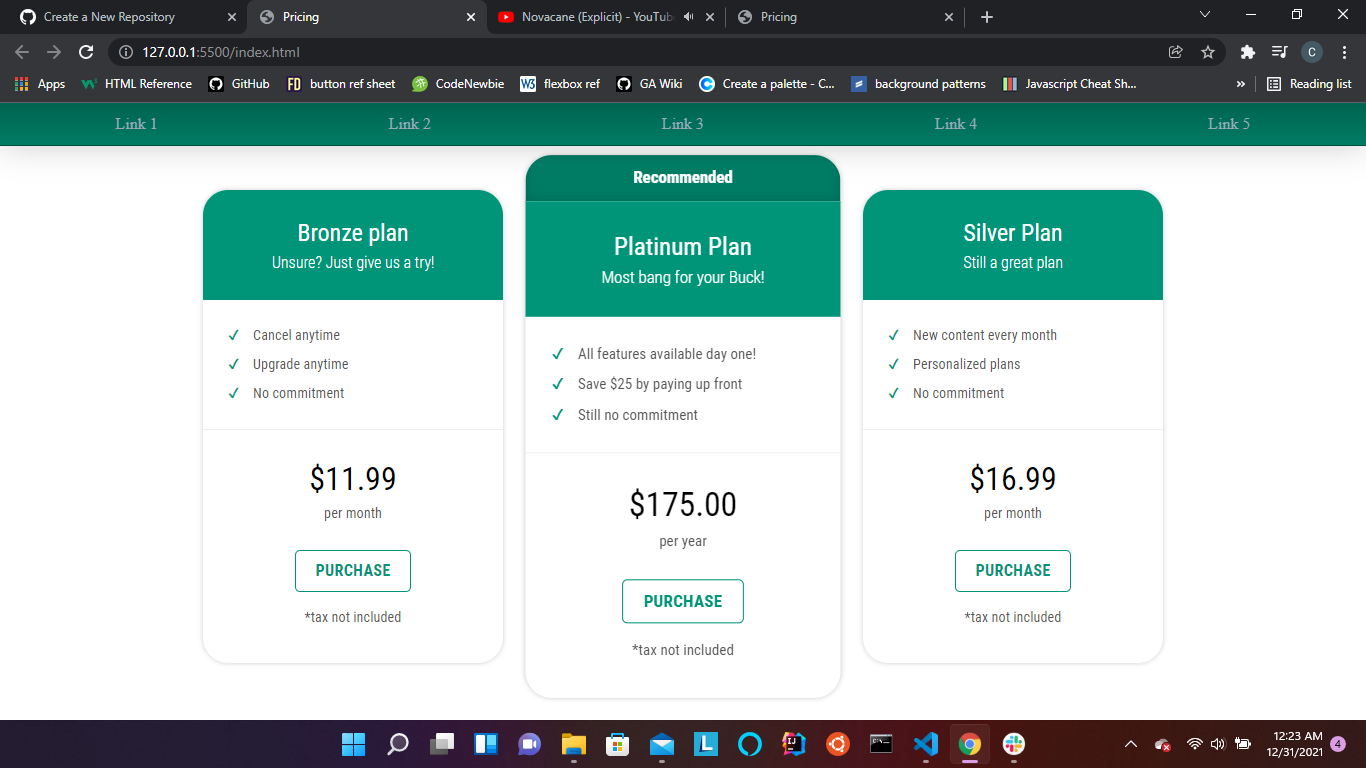 Create a New Repository
Pricing
Novacane (Explicit) - YouTub
Pricing
127.0.0.1:5500/index.html
C
Apps
HTML Reference
GitHub
FD button ref sheet
CodeNewbie
W3 flexbox ref
GA Wiki
Create a palette - C...
background patterns
Javascript Cheat Sh...
»
Reading list
Link 1
Link 2
Link 3
Link 4
Link 5
Bronze plan
Unsure? Just give us a try!
Cancel anytime
Upgrade anytime
No commitment
$11.99
per month
PURCHASE
*tax not included
Recommended
Platinum Plan
Most bang for your Buck!
All features available day one!
Save $25 by paying up front
Still no commitment
$175.00
per year
PURCHASE
*tax not included
Silver Plan
Still a great plan
New content every month
Personalized plans
No commitment
$16.99
per month
PURCHASE
*tax not included
L
IJ
12:23 AM
12/31/2021
4